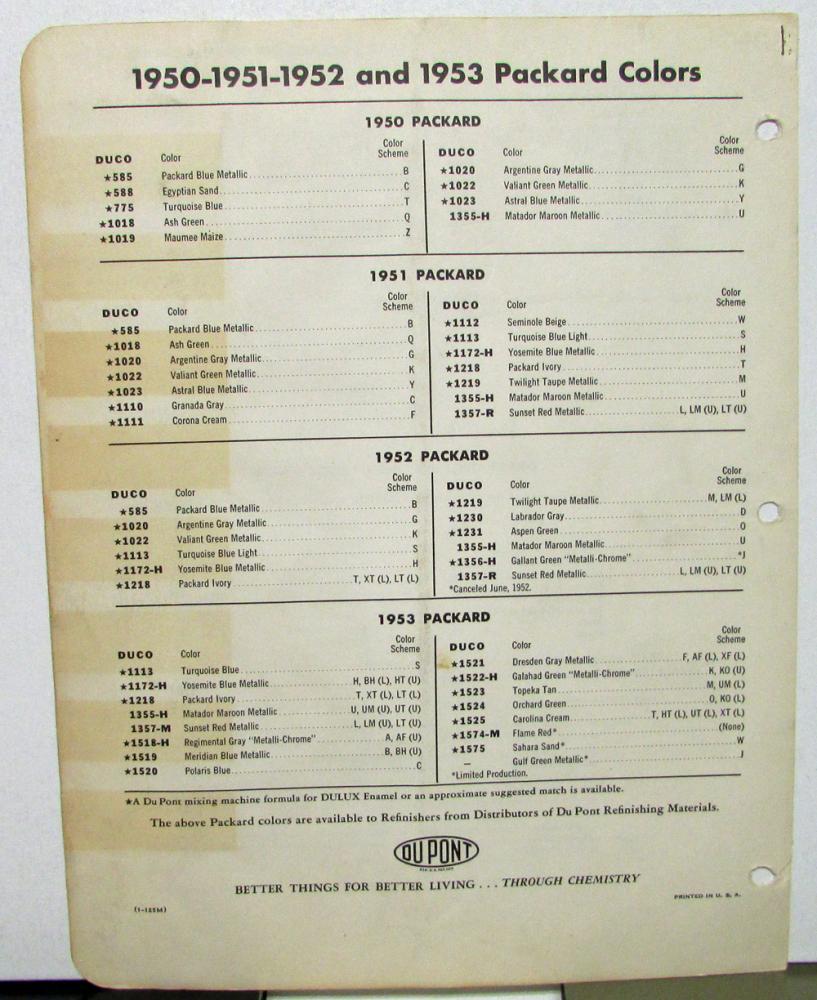 1950-1951-1952 and 1953 Packard Colors
1950 PACKARD
DUCO Color Color Scheme
★585 Packard Blue Metallic B
★588 Egyptian Sand C
★775 Turquoise Blue T
★1018 Ash Green Q
★1019 Maumee Maize Z
DUCO Color Color Scheme
★1020 Argentine Gray Metallic G
★1022 Valiant Green Metallic K
★1023 Astral Blue Metallic Y
1355-H Matador Maroon Metallic U
1951 PACKARD
DUCO Color Color Scheme
★585 Packard Blue Metallic B
★1018 Ash Green Q
★1020 Argentine Gray Metallic G
★1022 Valiant Green Metallic K
★1023 Astral Blue Metallic Y
★1110 Granada Gray C
★1111 Corona Cream F
DUCO Color Color Scheme
★1112 Seminole Beige W
★1113 Turquoise Blue Light S
★1172-H Yosemite Blue Metallic H
★1218 Packard Ivory T
★1219 Twilight Taupe Metallic M
1355-H Matador Maroon Metallic U
1357-R Sunset Red Metallic L, LM (U), LT (U)
1952 PACKARD
DUCO Color Color Scheme
★585 Packard Blue Metallic B
★1020 Argentine Gray Metallic G
★1022 Valiant Green Metallic K
★1113 Turquoise Blue Light S
★1172-H Yosemite Blue Metallic H
★1218 Packard Ivory T, XT (L), LT (L)
DUCO Color Color Scheme
★1219 Twilight Taupe Metallic M, LM (L)
★1230 Labrador Gray D
★1231 Aspen Green O
1355-H Matador Maroon Metallic U
★1356-H Gallant Green "Metalli-Chrome" *J
1357-R Sunset Red Metallic L, LM (U), LT (U)
*Canceled June, 1952.
1953 PACKARD
DUCO Color Color Scheme
★1113 Turquoise Blue S
★1172-H Yosemite Blue Metallic H, BH (L), HT (U)
★1218 Packard Ivory T, XT (L), LT (L)
1355-H Matador Maroon Metallic U, UM (U), UT (U)
1357-M Sunset Red Metallic L, LM (U), LT (U)
★1518-H Regimental Gray "Metalli-Chrome" A, AF (U)
★1519 Meridian Blue Metallic B, BH (U)
★1520 Polaris Blue C
DUCO Color Color Scheme
★1521 Dresden Gray Metallic F, AF (L), XF (L)
★1522-H Galahad Green "Metalli-Chrome" K, KO (U)
★1523 Topeka Tan M, UM (L)
★1524 Orchard Green O, KO (L)
★1525 Carolina Cream T, HT (L), UT (L), XT (L)
★1574-M Flame Red* (None)
★1575 Sahara Sand* W
— Gulf Green Metallic* J
*Limited Production.
★A Du Pont mixing machine formula for DULUX Enamel or an approximate suggested match is available.
The above Packard colors are available to Refinishers from Distributors of Du Pont Refinishing Materials.
DU PONT
BETTER THINGS FOR BETTER LIVING . . . THROUGH CHEMISTRY
(1-125M)
PRINTED IN U. S. A.